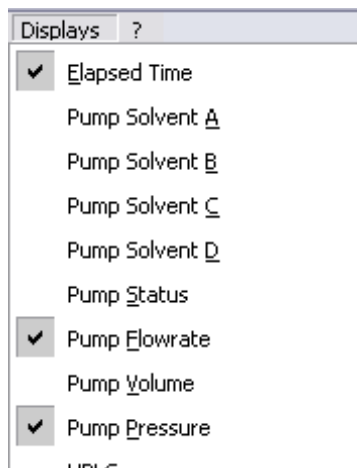 Displays ?
Elapsed Time
Pump Solvent A
Pump Solvent B
Pump Solvent C
Pump Solvent D
Pump Status
Pump Flowrate
Pump Volume
Pump Pressure